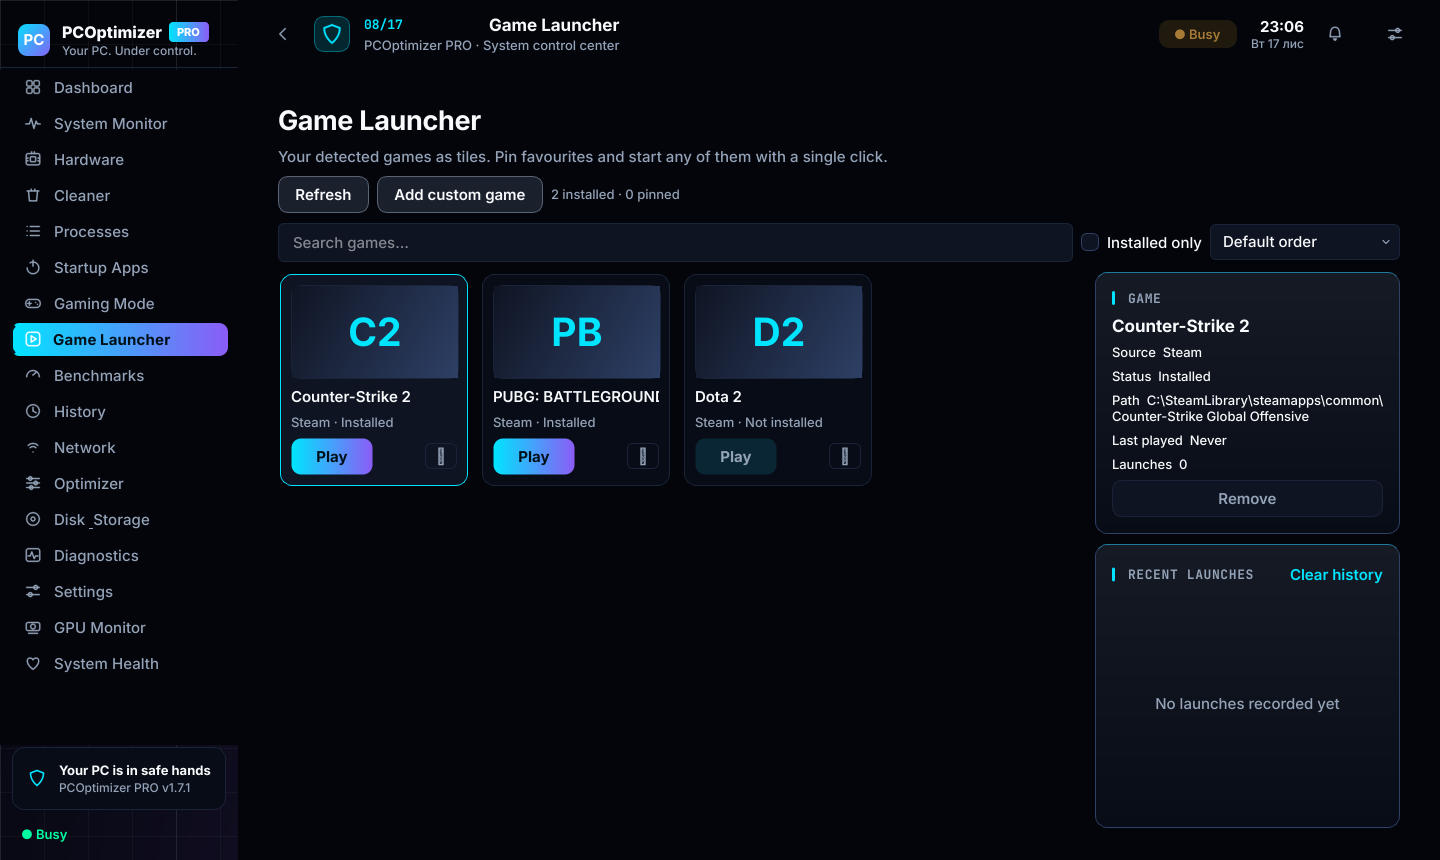 PC
PCOptimizer PRO
Your PC. Under control.
Dashboard
System Monitor
Hardware
Cleaner
Processes
Startup Apps
Gaming Mode
Game Launcher
Benchmarks
History
Network
Optimizer
Disk _Storage
Diagnostics
Settings
GPU Monitor
System Health
Your PC is in safe hands
PCOptimizer PRO v1.7.1
Busy
08/17 Game Launcher
PCOptimizer PRO · System control center
Busy
23:06
Вт 17 лис
Game Launcher
Your detected games as tiles. Pin favourites and start any of them with a single click.
Refresh
Add custom game
2 installed · 0 pinned
Search games...
Installed only
Default order
C2
Counter-Strike 2
Steam · Installed
Play
PB
PUBG: BATTLEGROUND
Steam · Installed
Play
D2
Dota 2
Steam · Not installed
Play
GAME
Counter-Strike 2
Source Steam
Status Installed
Path C:\SteamLibrary\steamapps\common\
Counter-Strike Global Offensive
Last played Never
Launches 0
Remove
RECENT LAUNCHES
Clear history
No launches recorded yet